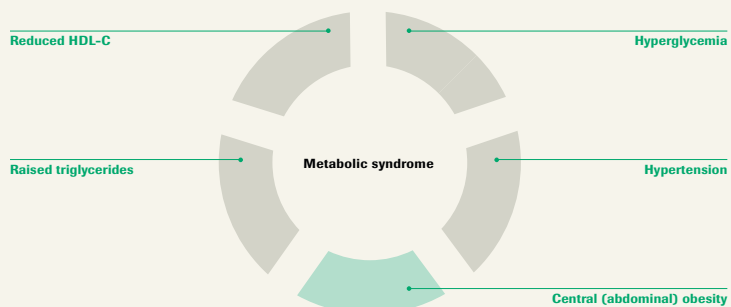 Reduced HDL-C
Hyperglycemia
Raised triglycerides
Metabolic syndrome
Hypertension
Central (abdominal) obesity